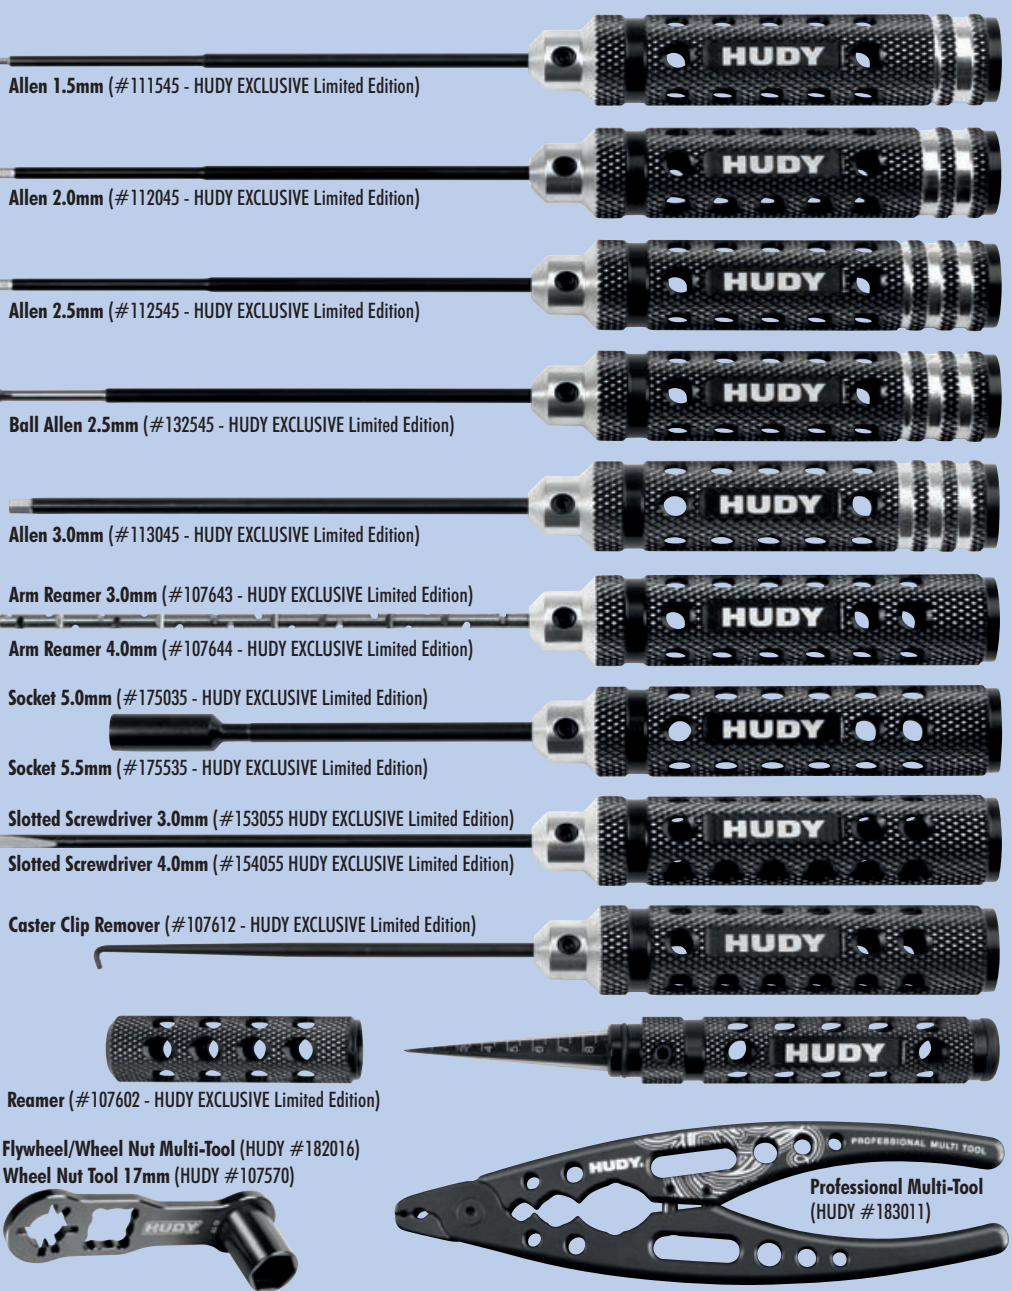 HUDY
Allen 1.5mm (#111545 - HUDY EXCLUSIVE Limited Edition)
HUDY
Allen 2.0mm (#112045 - HUDY EXCLUSIVE Limited Edition)
HUDY
Allen 2.5mm (#112545 - HUDY EXCLUSIVE Limited Edition)
HUDY
Ball Allen 2.5mm (#132545 - HUDY EXCLUSIVE Limited Edition)
HUDY
Allen 3.0mm (#113045 - HUDY EXCLUSIVE Limited Edition)
Arm Reamer 3.0mm (#107643 - HUDY EXCLUSIVE Limited Edition)
HUDY
Arm Reamer 4.0mm (#107644 - HUDY EXCLUSIVE Limited Edition)
Socket 5.0mm (#175035 - HUDY EXCLUSIVE Limited Edition)
HUDY
Socket 5.5mm (#175535 - HUDY EXCLUSIVE Limited Edition)
Slotted Screwdriver 3.0mm (#153055 HUDY EXCLUSIVE Limited Edition)
HUDY
Slotted Screwdriver 4.0mm (#154055 HUDY EXCLUSIVE Limited Edition)
Caster Clip Remover (#107612 - HUDY EXCLUSIVE Limited Edition)
HUDY
3 4 5 6 7 8
HUDY
Reamer (#107602 - HUDY EXCLUSIVE Limited Edition)
Flywheel/Wheel Nut Multi-Tool (HUDY #182016)
Wheel Nut Tool 17mm (HUDY #107570)
HUDY
HUDY.
PROFESSIONAL MULTI TOOL
Professional Multi-Tool
(HUDY #183011)